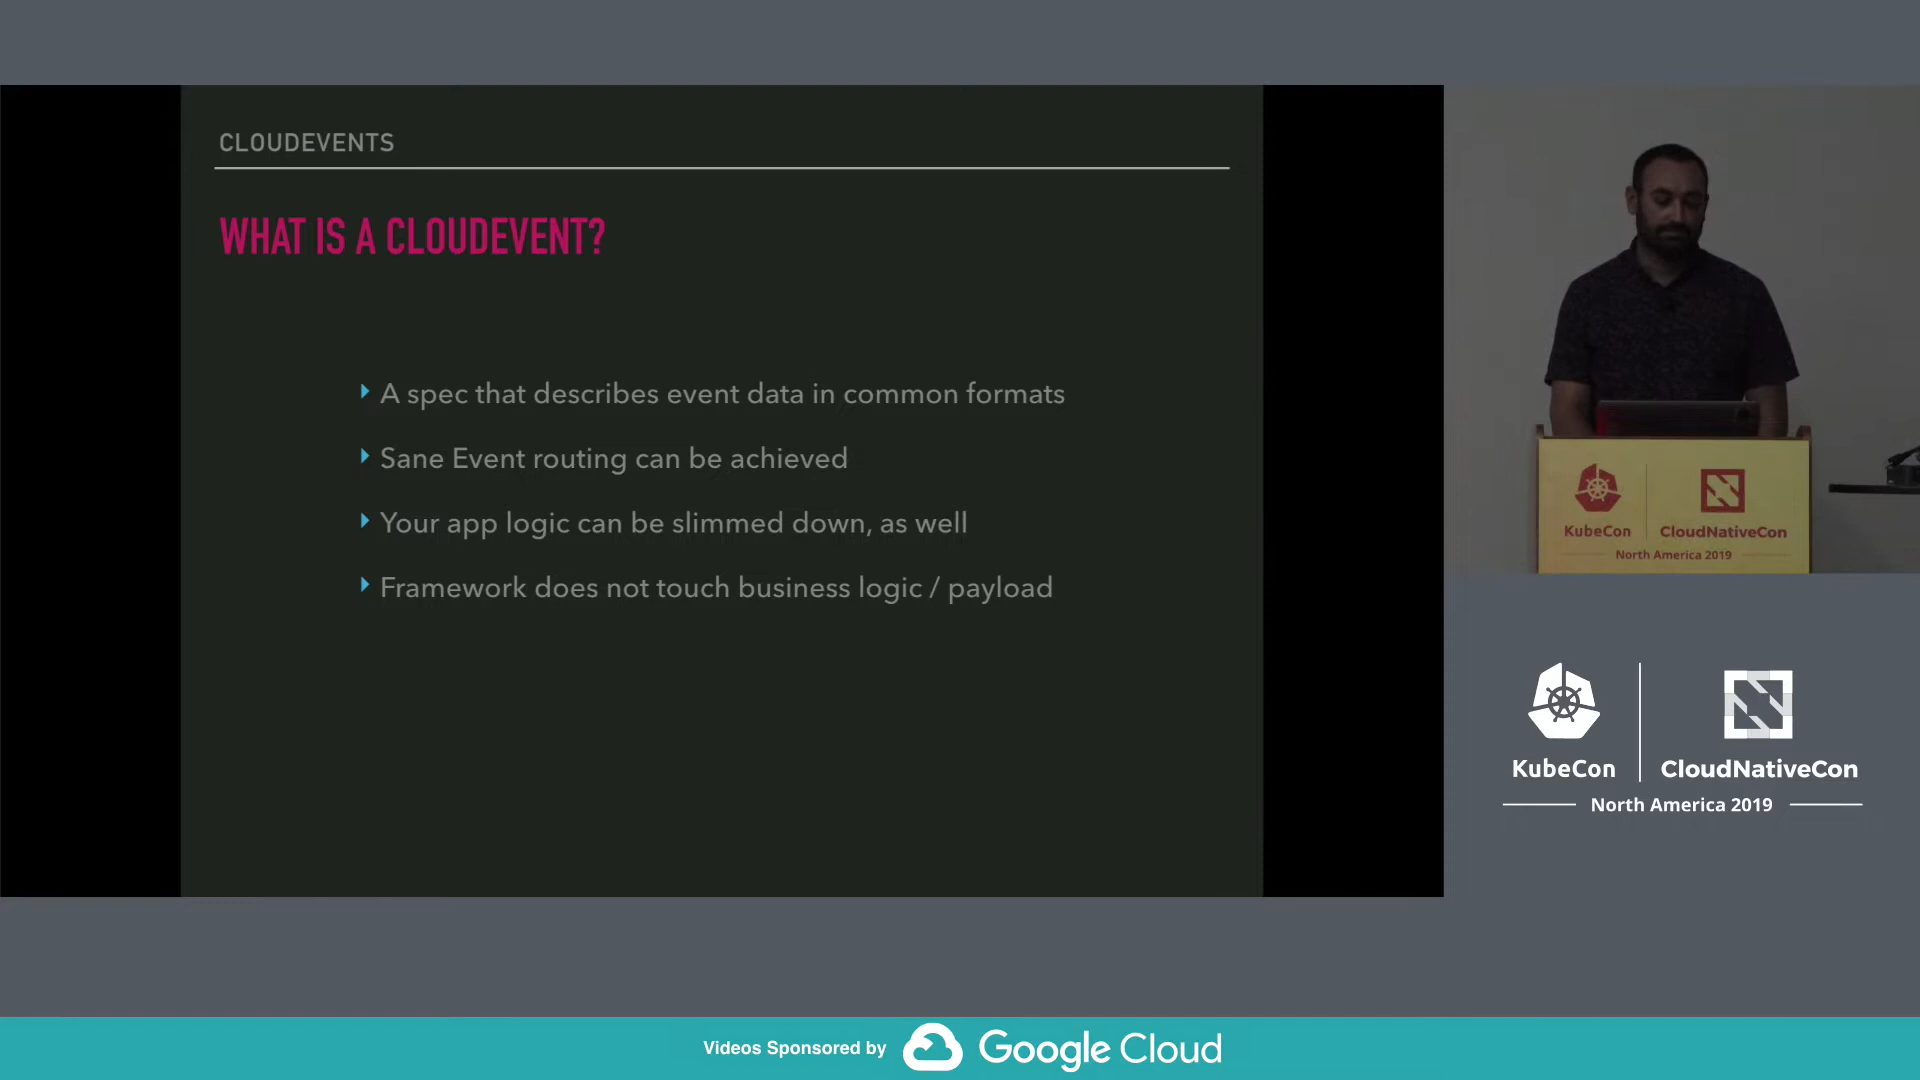 CLOUDEVENTS
WHAT IS A CLOUDEVENT?
A spec that describes event data in common formats
Sane Event routing can be achieved
Your app logic can be slimmed down, as well
Framework does not touch business logic / payload
KubeCon
CloudNativeCon
North America 2019
KubeCon
CloudNativeCon
North America 2019
Videos Sponsored by
Google Cloud